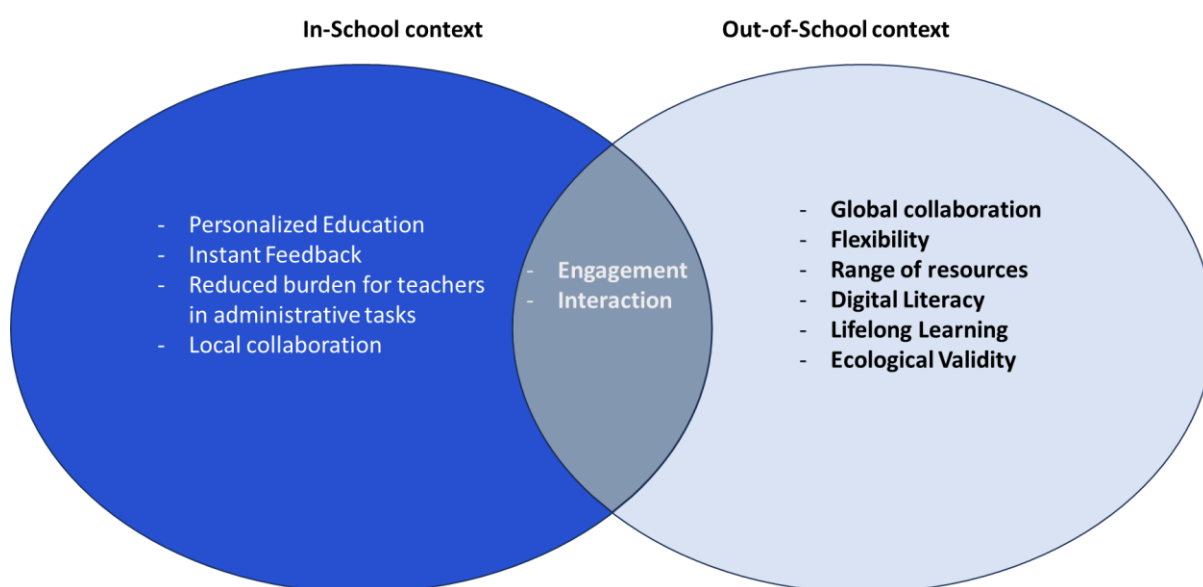 In-School context
Out-of-School context
- Personalized Education
- Instant Feedback
- Reduced burden for teachers
in administrative tasks
- Local collaboration
- Engagement
- Interaction
- Global collaboration
- Flexibility
- Range of resources
- Digital Literacy
- Lifelong Learning
- Ecological Validity